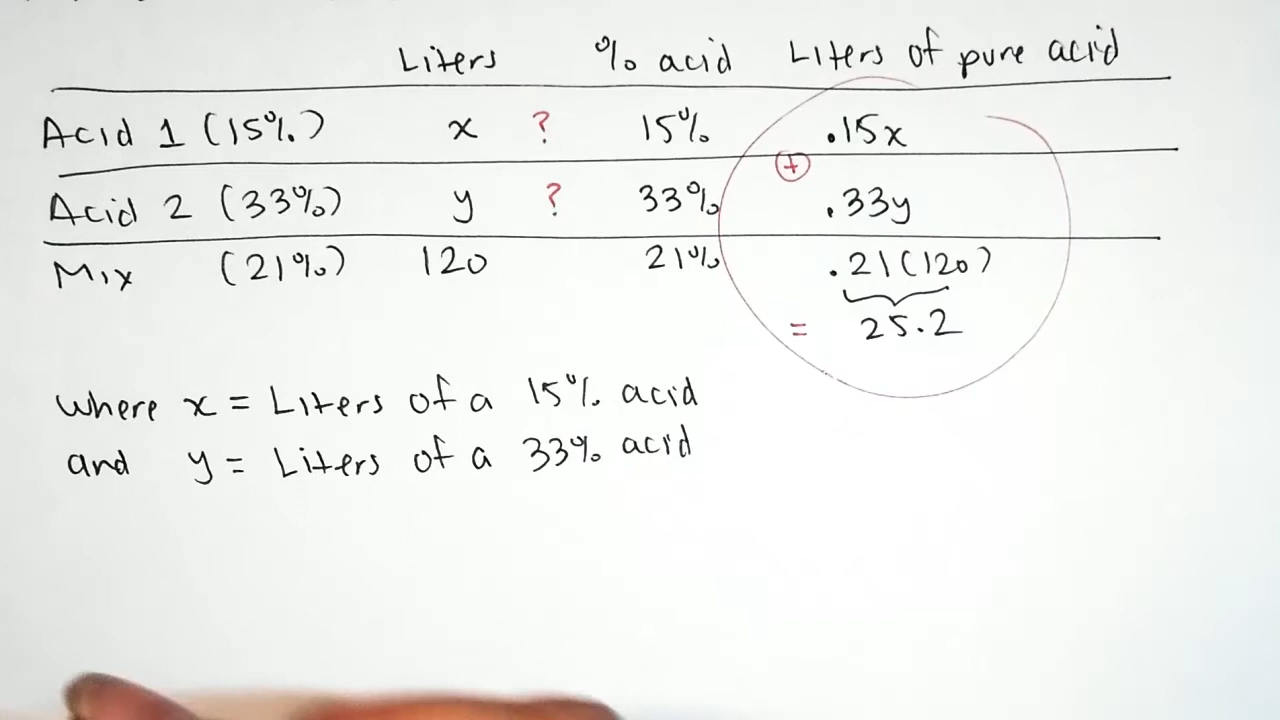 Liters % acid Liters of pure acid
Acid 1 (15%) x ? 15% .15x
+
Acid 2 (33%) y ? 33% .33y
Mix (21%) 120 21% .21(120)
= 25.2
where x = Liters of a 15% acid
and y = Liters of a 33% acid